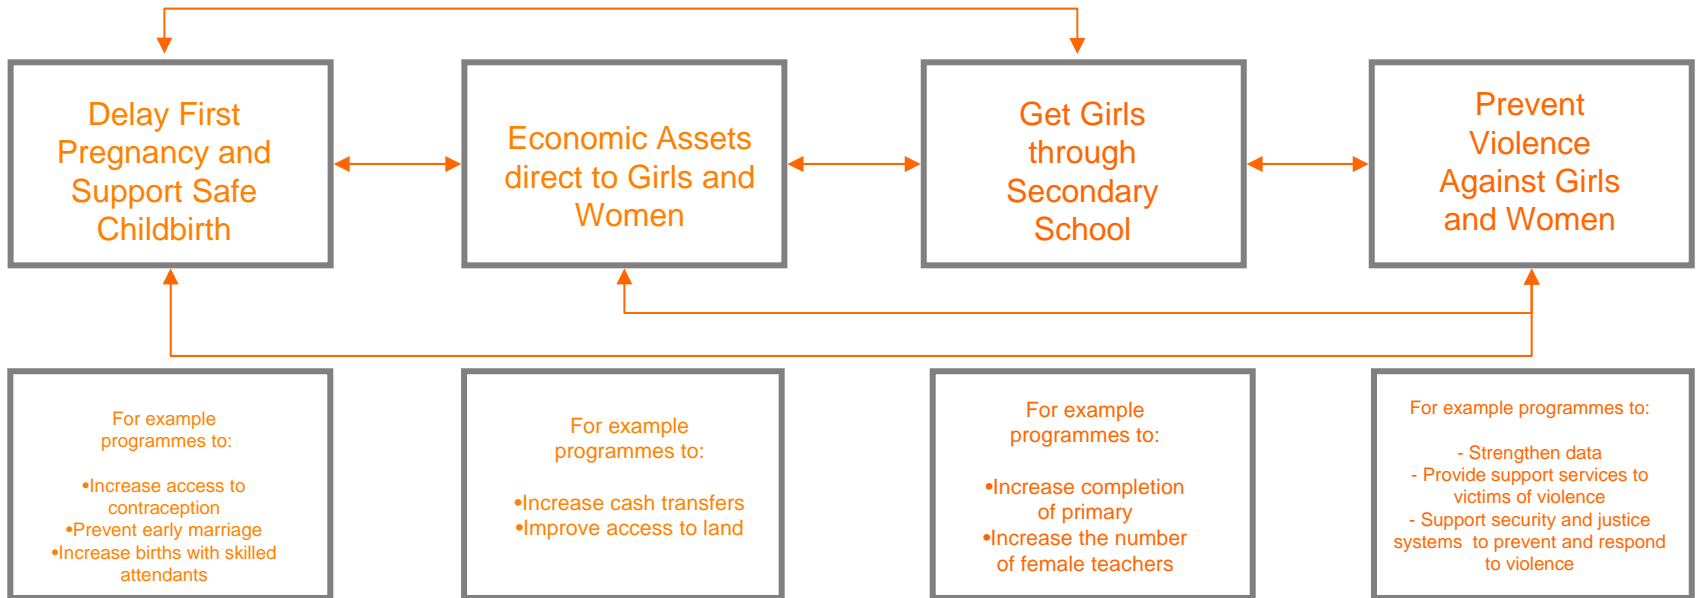 Delay First
Pregnancy and
Support Safe
Childbirth
Economic Assets
direct to Girls and
Women
Get Girls
through
Secondary
School
Prevent
Violence
Against Girls
and Women
For example
programmes to:
•Increase access to
contraception
•Prevent early marriage
•Increase births with skilled
attendants
For example
programmes to:
•Increase cash transfers
•Improve access to land
For example
programmes to:
•Increase completion
of primary
•Increase the number
of female teachers
For example programmes to:
- Strengthen data
- Provide support services to
victims of violence
- Support security and justice
systems to prevent and respond
to violence